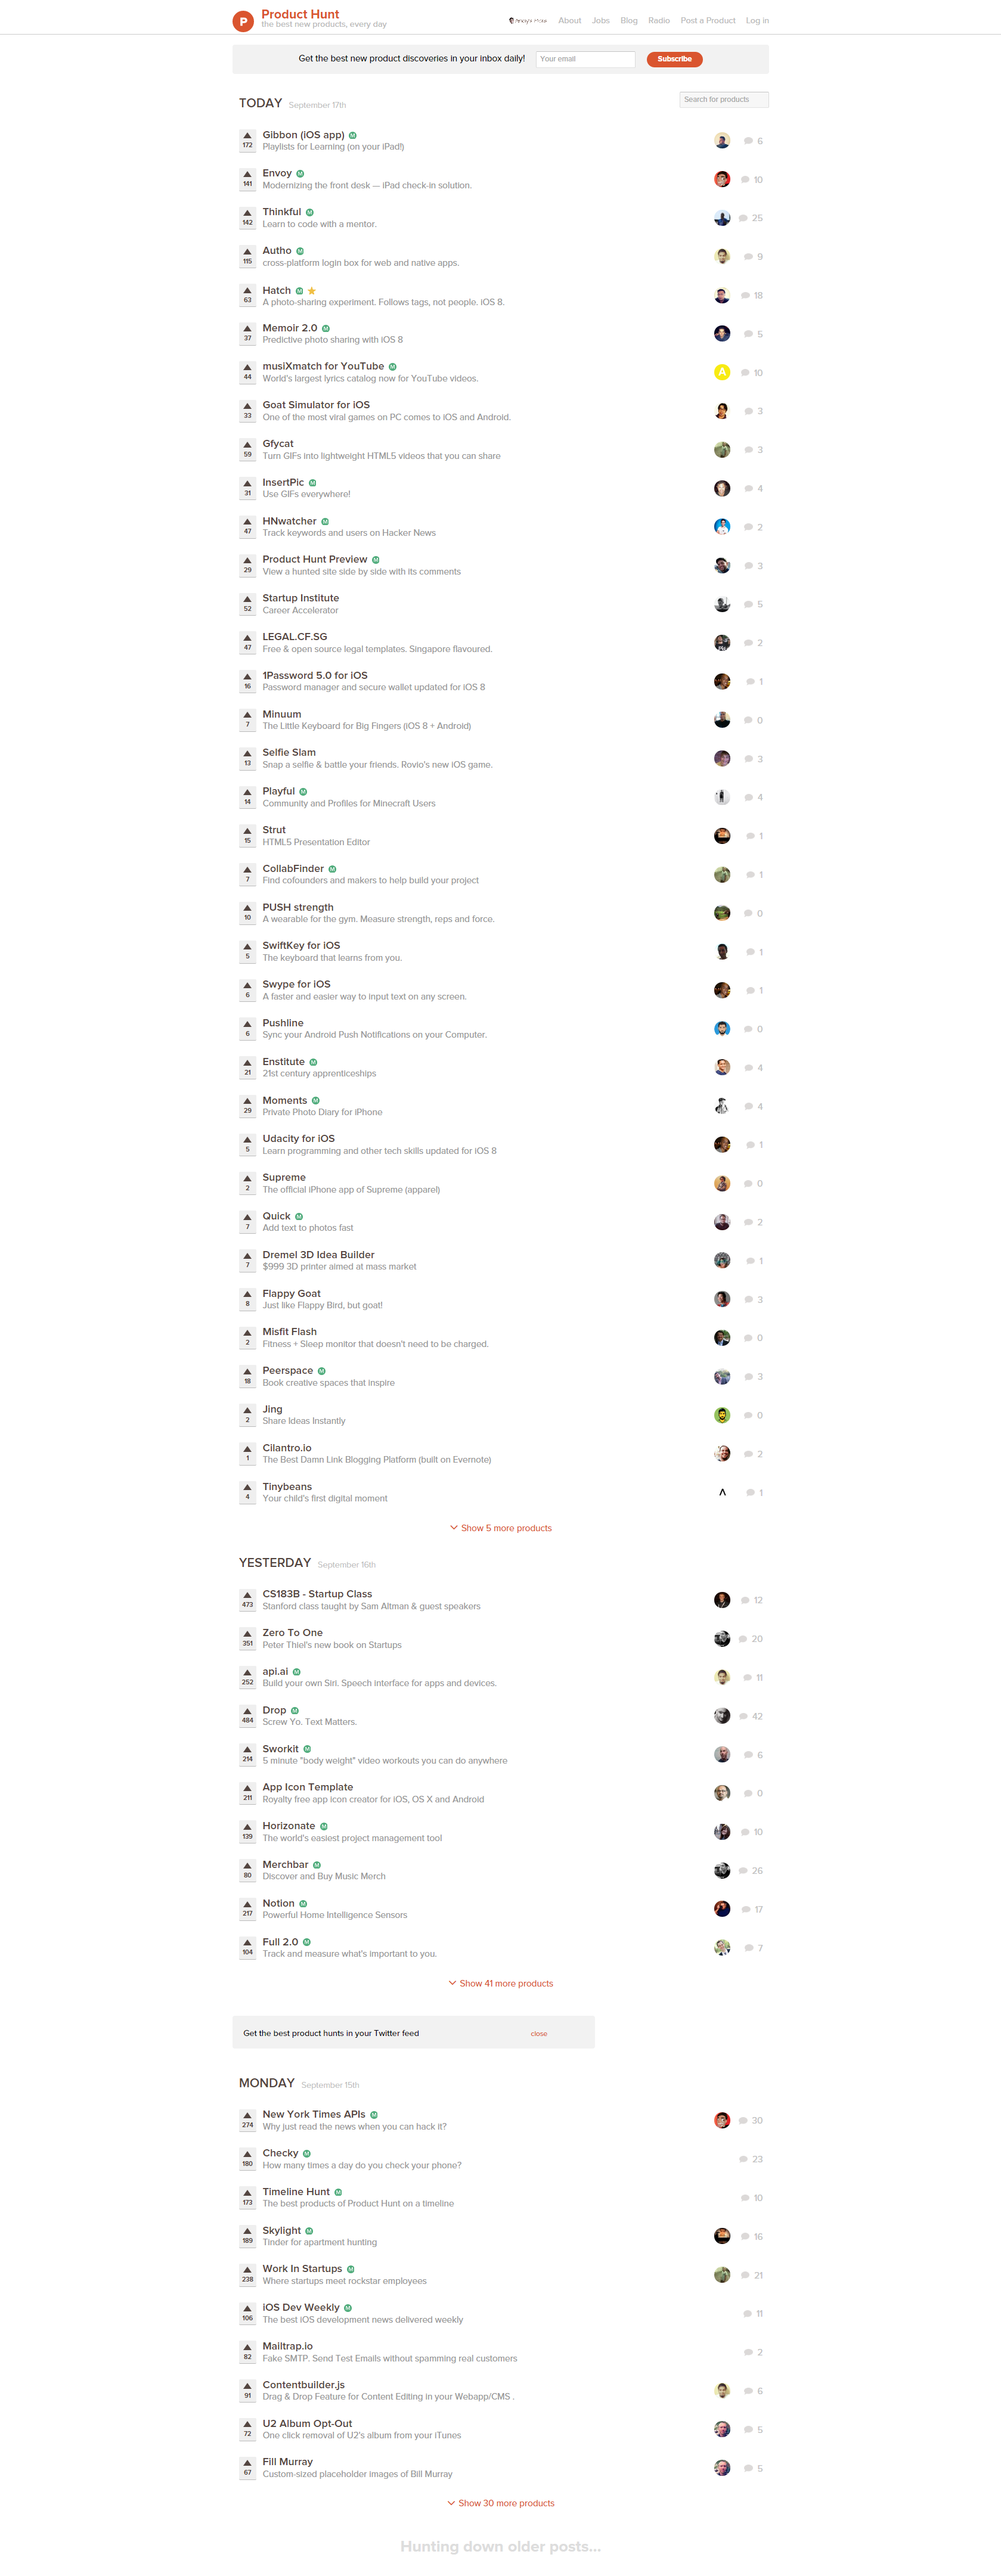 P
Product Hunt
the best new products, every day
About Jobs Blog Radio Post a Product Log in
Get the best new product discoveries in your inbox daily! Your email Subscribe
TODAY September 17th
Search for products
172 Gibbon (iOS app) M
Playlists for Learning (on your iPad!) 6
141 Envoy M
Modernizing the front desk — iPad check-in solution. 10
142 Thinkful M
Learn to code with a mentor. 25
115 Autho M
cross-platform login box for web and native apps. 9
63 Hatch M
A photo-sharing experiment. Follows tags, not people. iOS 8. 18
37 Memoir 2.0 M
Predictive photo sharing with iOS 8 5
44 musiXmatch for YouTube M
World's largest lyrics catalog now for YouTube videos. A 10
33 Goat Simulator for iOS
One of the most viral games on PC comes to iOS and Android. 3
59 Gfycat
Turn GIFs into lightweight HTML5 videos that you can share 3
31 InsertPic M
Use GIFs everywhere! 4
47 HNwatcher M
Track keywords and users on Hacker News 2
29 Product Hunt Preview M
View a hunted site side by side with its comments 3
52 Startup Institute
Career Accelerator 5
47 LEGAL.CF.SG
Free & open source legal templates. Singapore flavoured. 2
16 1Password 5.0 for iOS
Password manager and secure wallet updated for iOS 8 1
7 Minuum
The Little Keyboard for Big Fingers (iOS 8 + Android) 0
13 Selfie Slam
Snap a selfie & battle your friends. Rovio's new iOS game. 3
14 Playful M
Community and Profiles for Minecraft Users 4
15 Strut
HTML5 Presentation Editor 1
7 CollabFinder M
Find cofounders and makers to help build your project 1
10 PUSH strength
A wearable for the gym. Measure strength, reps and force. 0
5 SwiftKey for iOS
The keyboard that learns from you. 1
6 Swype for iOS
A faster and easier way to input text on any screen. 1
6 Pushline
Sync your Android Push Notifications on your Computer. 0
21 Enstitute M
21st century apprenticeships 4
29 Moments M
Private Photo Diary for iPhone 4
5 Udacity for iOS
Learn programming and other tech skills updated for iOS 8 1
2 Supreme
The official iPhone app of Supreme (apparel) 0
7 Quick M
Add text to photos fast 2
7 Dremel 3D Idea Builder
$999 3D printer aimed at mass market 1
8 Flappy Goat
Just like Flappy Bird, but goat! 3
2 Misfit Flash
Fitness + Sleep monitor that doesn't need to be charged. 0
18 Peerspace M
Book creative spaces that inspire 3
2 Jing
Share Ideas Instantly 0
1 Cilantro.io
The Best Damn Link Blogging Platform (built on Evernote) 2
4 Tinybeans
Your child's first digital moment 1
Show 5 more products
YESTERDAY September 16th
473 CS183B - Startup Class
Stanford class taught by Sam Altman & guest speakers 12
351 Zero To One
Peter Thiel's new book on Startups 20
252 api.ai M
Build your own Siri. Speech interface for apps and devices. 11
484 Drop M
Screw Yo. Text Matters. 42
214 Sworkit M
5 minute "body weight" video workouts you can do anywhere 6
211 App Icon Template
Royalty free app icon creator for iOS, OS X and Android 0
139 Horizonate M
The world's easiest project management tool 10
80 Merchbar M
Discover and Buy Music Merch 26
217 Notion M
Powerful Home Intelligence Sensors 17
104 Full 2.0 M
Track and measure what's important to you. 7
Show 41 more products
Get the best product hunts in your Twitter feed close
MONDAY September 15th
274 New York Times APIs M
Why just read the news when you can hack it? 30
180 Checky M
How many times a day do you check your phone? 23
173 Timeline Hunt M
The best products of Product Hunt on a timeline 10
189 Skylight M
Tinder for apartment hunting 16
238 Work In Startups M
Where startups meet rockstar employees 21
106 iOS Dev Weekly M
The best iOS development news delivered weekly 11
82 Mailtrap.io
Fake SMTP. Send Test Emails without spamming real customers 2
91 Contentbuilder.js
Drag & Drop Feature for Content Editing in your Webapp/CMS . 6
72 U2 Album Opt-Out
One click removal of U2's album from your iTunes 5
67 Fill Murray
Custom-sized placeholder images of Bill Murray 5
Show 30 more products
Hunting down older posts...